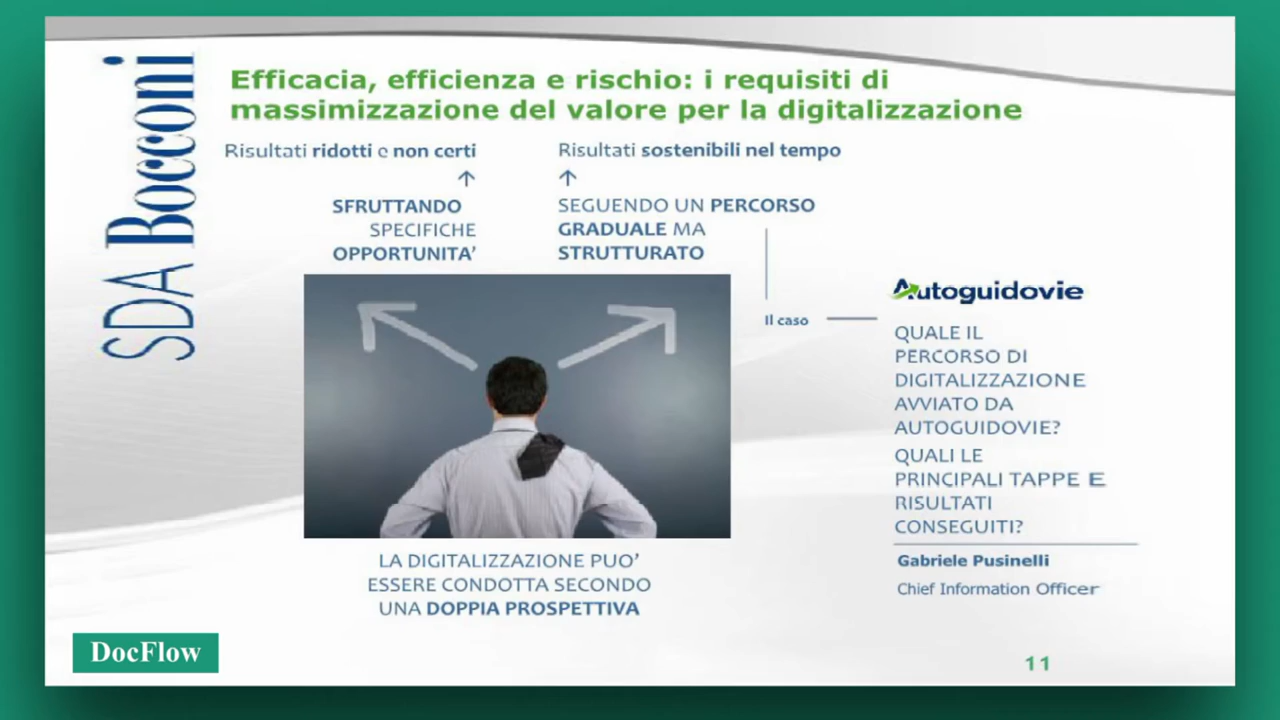 SDA Bocconi
Efficacia, efficienza e rischio: i requisiti di
massimizzazione del valore per la digitalizzazione
Risultati ridotti e non certi
SFRUTTANDO
SPECIFICHE
OPPORTUNITA’
Risultati sostenibili nel tempo
SEGUENDO UN PERCORSO
GRADUALE MA
STRUTTURATO
Il caso
Autoguidovie
QUALE IL
PERCORSO DI
DIGITALIZZAZIONE
AVVIATO DA
AUTOGUIDOVIE?
QUALI LE
PRINCIPALI TAPPE E
RISULTATI
CONSEGUITI?
Gabriele Pusinelli
Chief Information Officer
LA DIGITALIZZAZIONE PUO’
ESSERE CONDOTTA SECONDO
UNA DOPPIA PROSPETTIVA
DocFlow
11